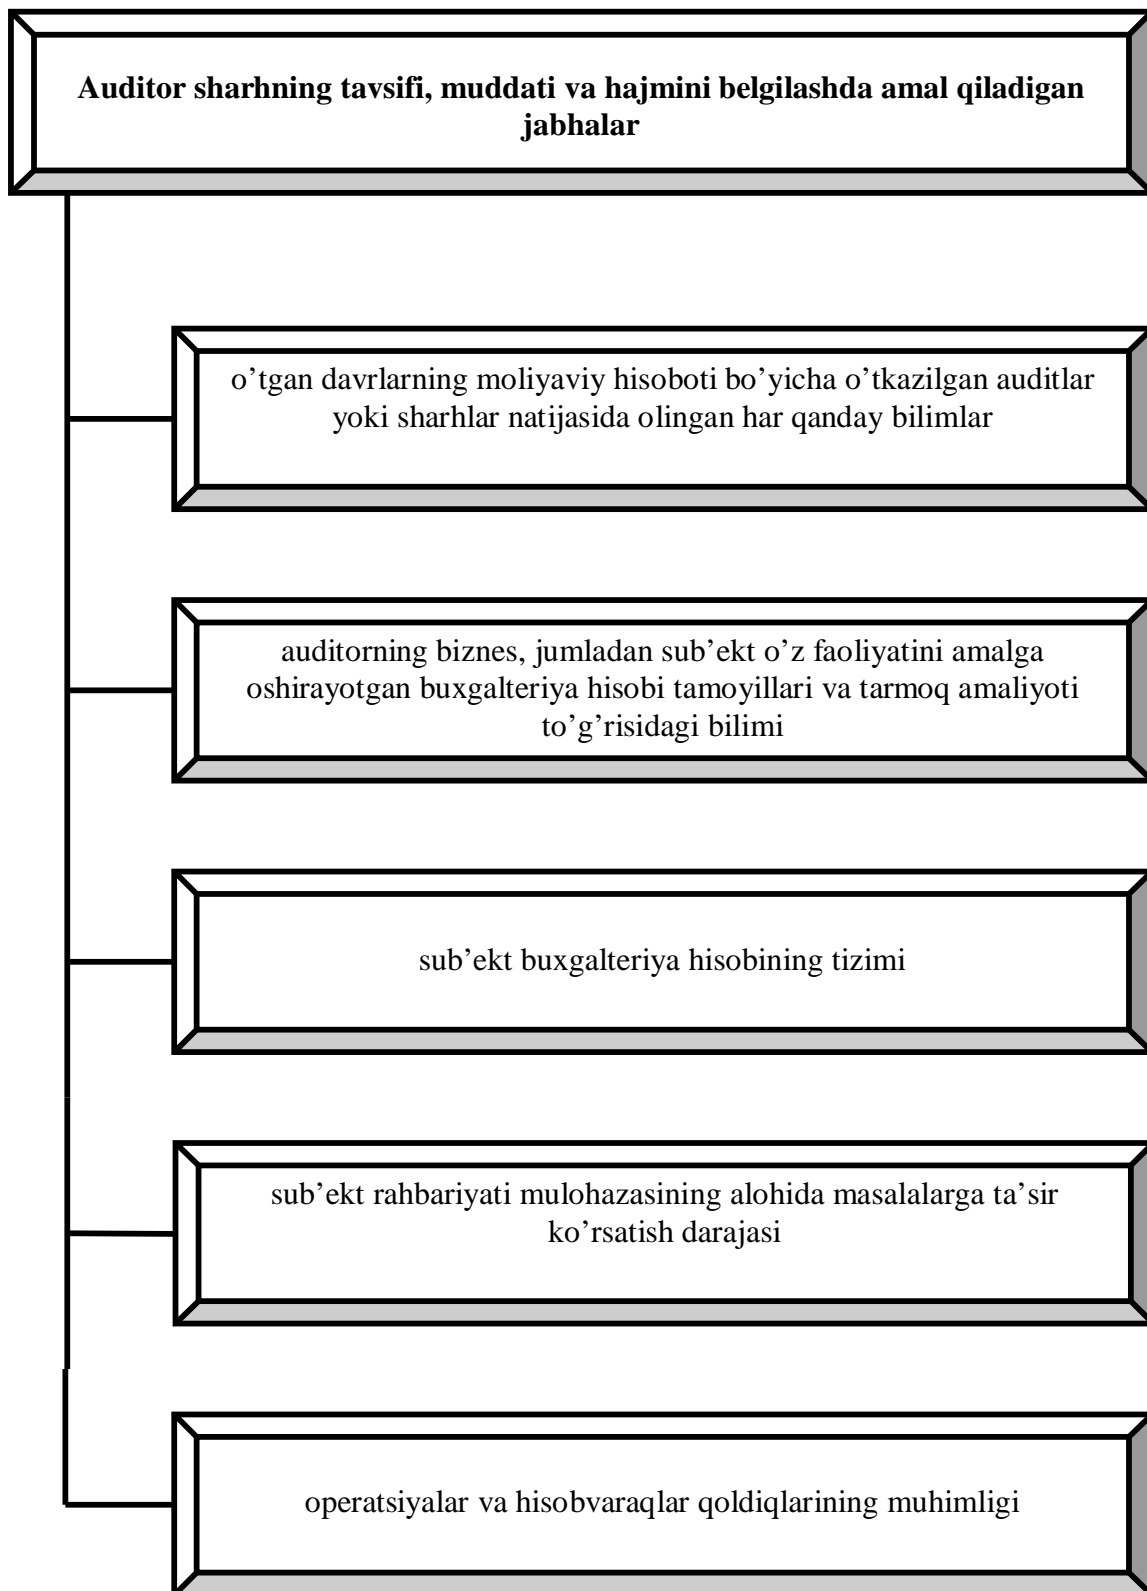 Auditor sharhning tavsifi, muddati va hajmini belgilashda amal qiladigan
jabhalar
o’tgan davrlarning moliyaviy hisoboti bo’yicha o’tkazilgan auditlar
yoki sharhlar natijasida olingan har qanday bilimlar
auditorning biznes, jumladan sub’ekt o’z faoliyatini amalga
oshirayotgan buxgalteriya hisobi tamoyillari va tarmoq amaliyoti
to’g’risidagi bilimi
sub’ekt buxgalteriya hisobining tizimi
sub’ekt rahbariyati mulohazasining alohida masalalarga ta’sir
ko’rsatish darajasi
operatsiyalar va hisobvaraqlar qoldiqlarining muhimligi